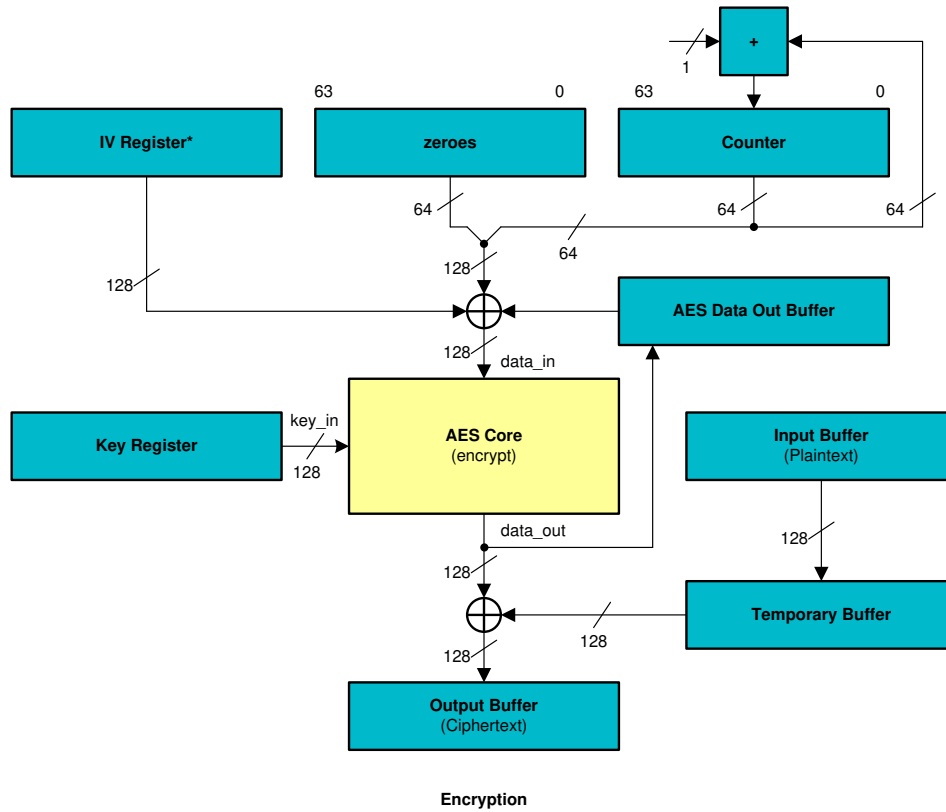 +
1
63 0 63 0
IV Register*
zeroes
Counter
64
64
64
64
128
128
AES Data Out Buffer
128
data_in
Key Register
key_in
128
AES Core
(encrypt)
Input Buffer
(Plaintext)
data_out
128
128
Temporary Buffer
128
128
Output Buffer
(Ciphertext)
Encryption